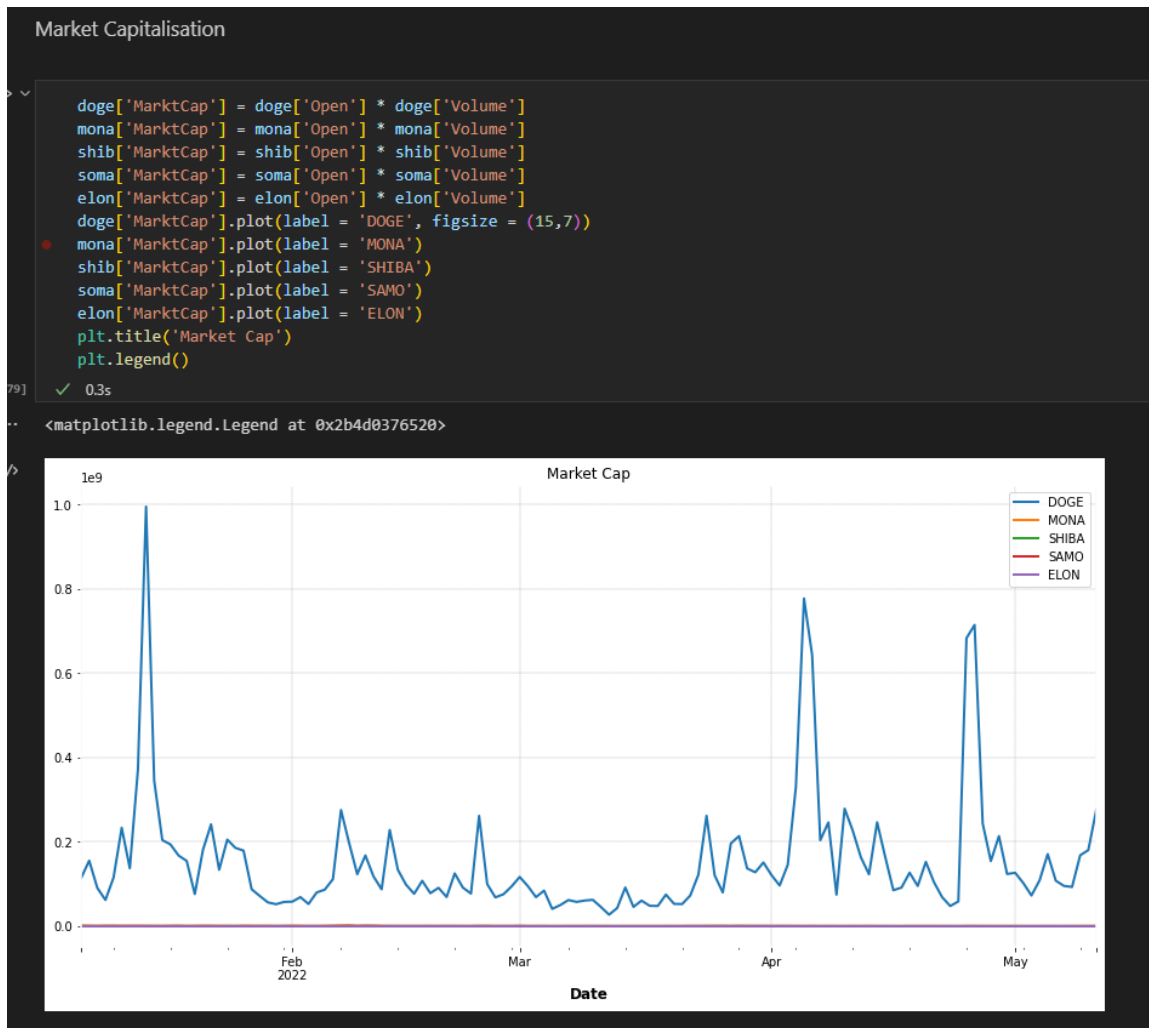 Market Capitalisation
doge['MarktCap'] = doge['Open'] * doge['Volume']
mona['MarktCap'] = mona['Open'] * mona['Volume']
shib['MarktCap'] = shib['Open'] * shib['Volume']
soma['MarktCap'] = soma['Open'] * soma['Volume']
elon['MarktCap'] = elon['Open'] * elon['Volume']
doge['MarktCap'].plot(label = 'DOGE', figsize = (15,7))
mona['MarktCap'].plot(label = 'MONA')
shib['MarktCap'].plot(label = 'SHIBA')
soma['MarktCap'].plot(label = 'SAMO')
elon['MarktCap'].plot(label = 'ELON')
plt.title('Market Cap')
plt.legend()
79] ✓ 0.3s
<matplotlib.legend.Legend at 0x2b4d0376520>
Market Cap
1e9
1.0
0.8
0.6
0.4
0.2
0.0
DOGE
MONA
SHIBA
SAMO
ELON
Feb Mar Apr May
2022
Date